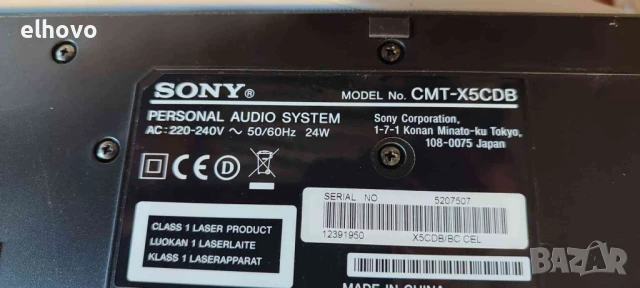 elhovo
SONY®
MODEL No. CMT-X5CDB
PERSONAL AUDIO SYSTEM
AC: 220-240V ~ 50/60Hz 24W
Sony Corporation.
1-7-1 Konan Minato-ku Tokyo,
108-0075 Japan
CE D
SERIAL NO 5207507
12391950 X5CDB/BC CEL
CLASS 1 LASER PRODUCT
LUOKAN 1 LASERLAITE
KLASS 1 LASERAPPARAT
MADE IN CHINA
BAZAR